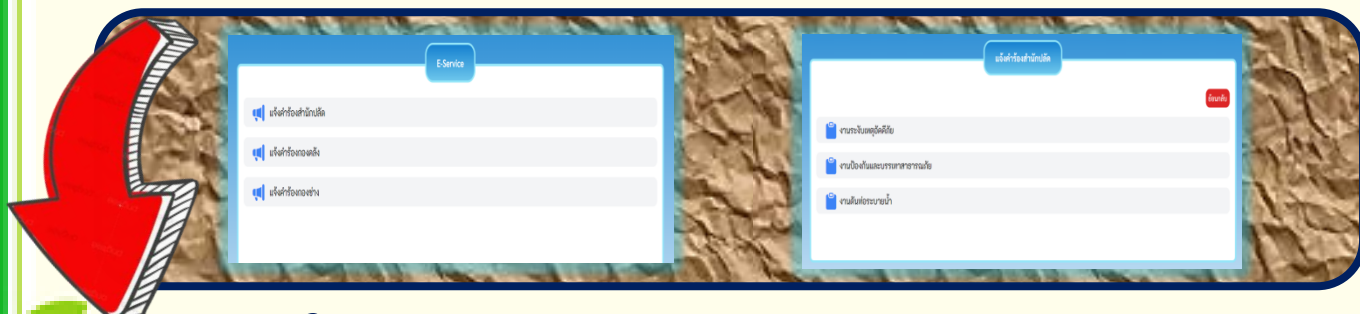 E-Service
แจ้งคำร้องสำนักปลัด
แจ้งคำร้องกองคลัง
แจ้งคำร้องกองช่าง
แจ้งคำร้องสำนักปลัด
ย้อนกลับ
งานระงับเหตุอัคคีภัย
งานป้องกันและบรรเทาสาธารณภัย
งานดันท่อระบายน้ำ